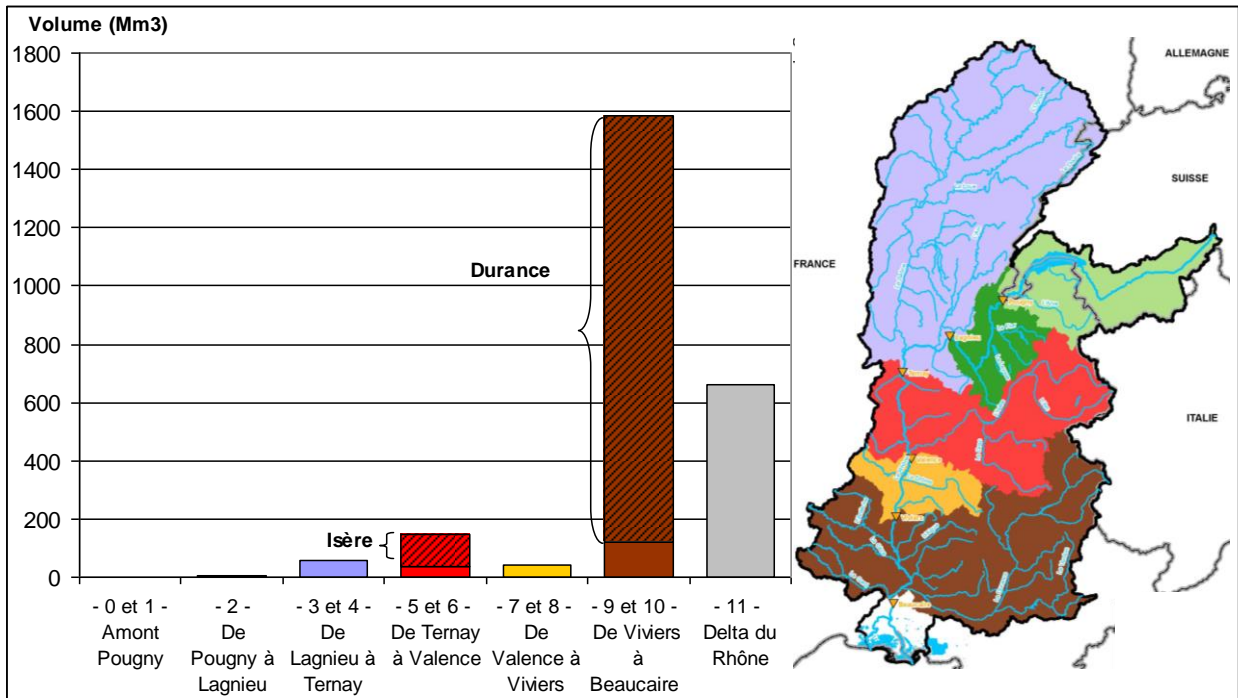 Volume (Mm3)
1800
1600
1400
1200
1000
800
600
400
200
0
Durance
Isère
- 0 et 1 -
Amont
Pougny
- 2 -
De
Pougny à
Lagnieu
- 3 et 4 -
De
Lagnieu à
Ternay
- 5 et 6 -
De Ternay
à Valence
- 7 et 8 -
De
Valence à
Viviers
- 9 et 10 -
De Viviers
à
Beaucaire
- 11 -
Delta du
Rhône
ALLEMAGNE
SUISSE
FRANCE
ITALIE